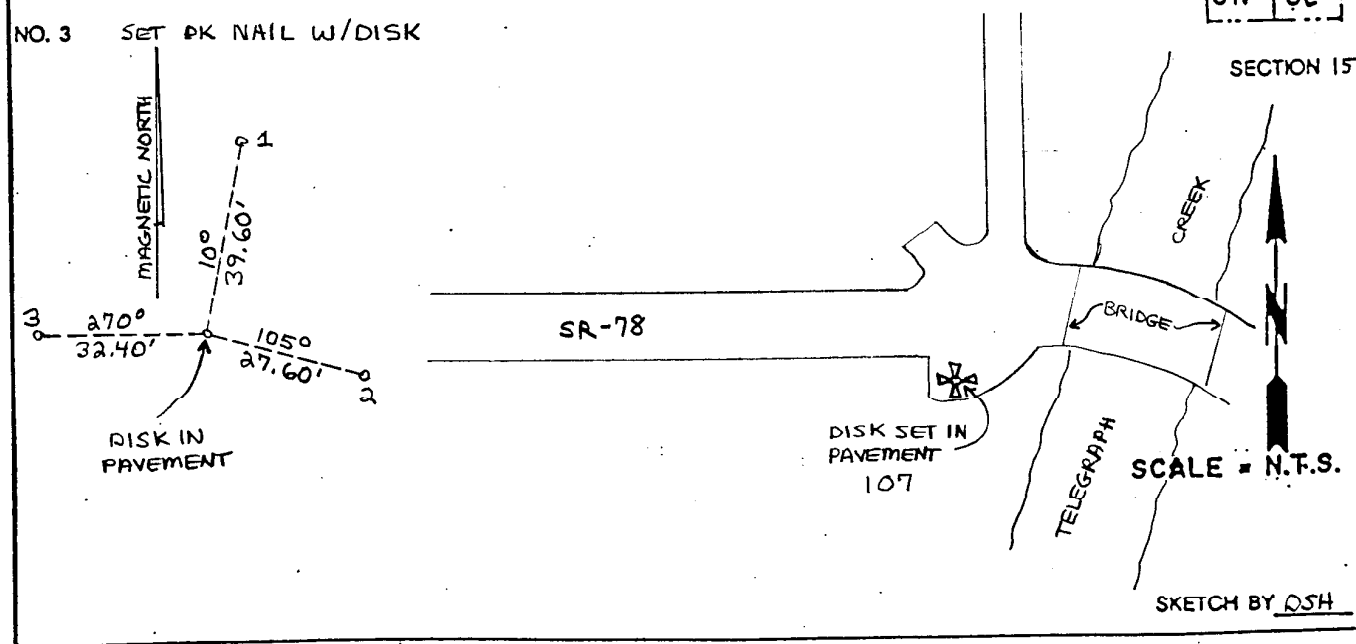 NO. 3 SET PK NAIL W/DISK
SECTION 15
MAGNETIC NORTH
1
10°
39.60'
3
270°
32.40'
105°
27.60'
2
DISK IN
PAVEMENT
SR-78
CREEK
BRIDGE
N
DISK SET IN
PAVEMENT
107
TELEGRAPH
SCALE = N.T.S.
SKETCH BY DSH